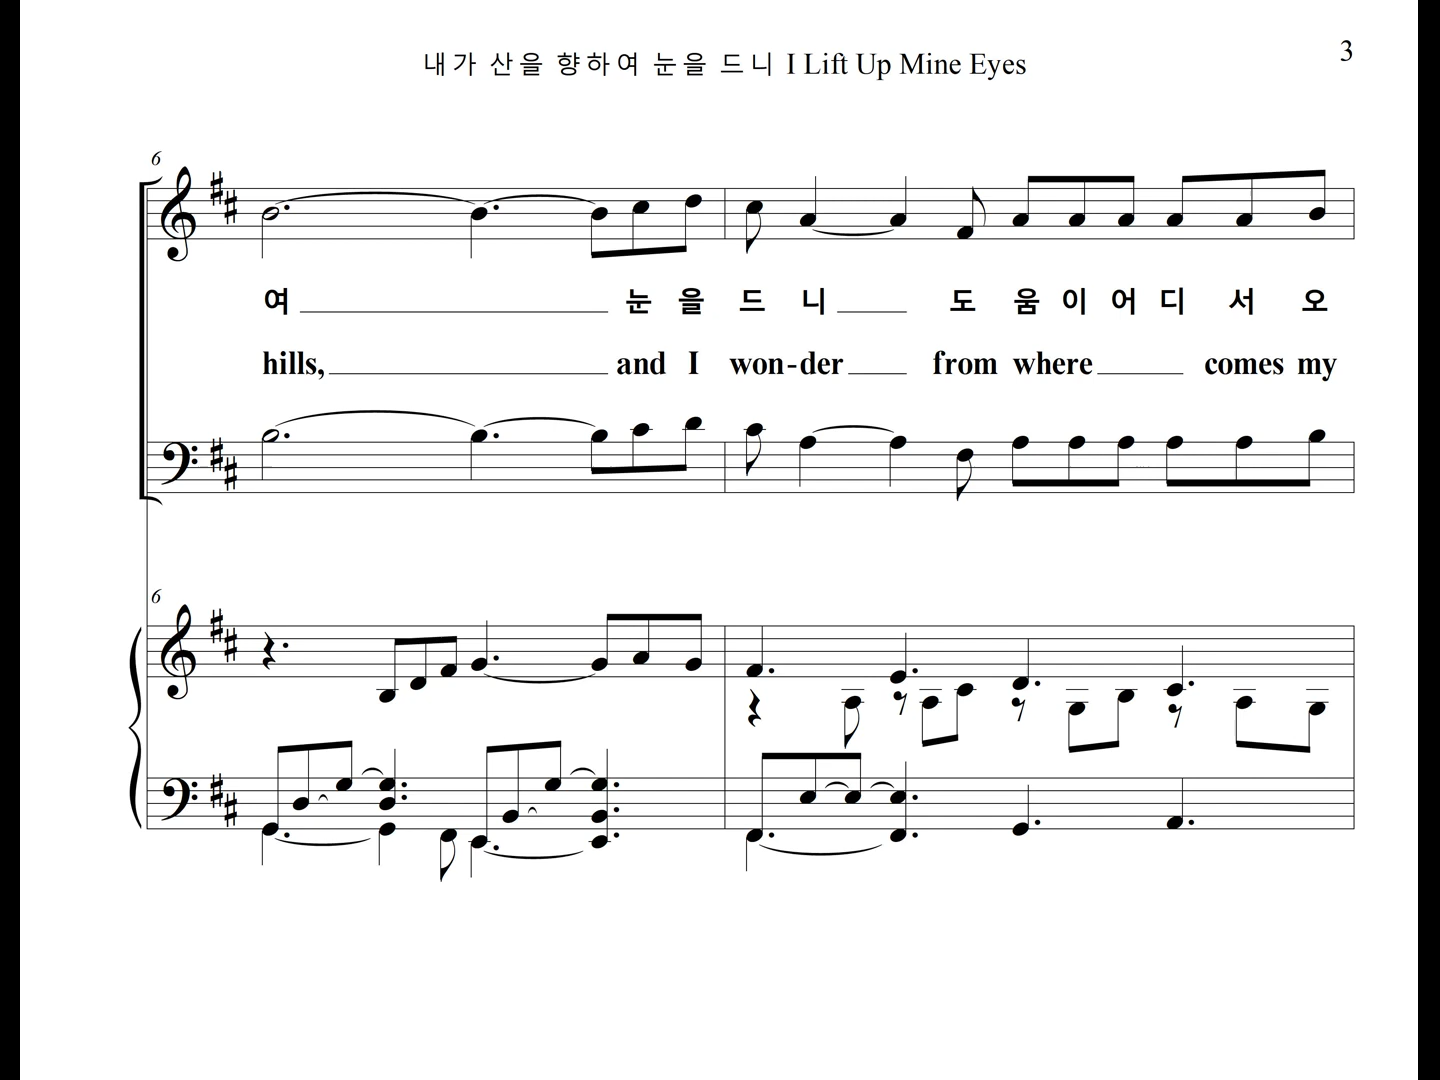 내가 산을 향하여 눈을 드니 I Lift Up Mine Eyes
3
6
여 눈 을 드 니 도 움 이 어 디 서 오
hills, and I won-der from where comes my
6